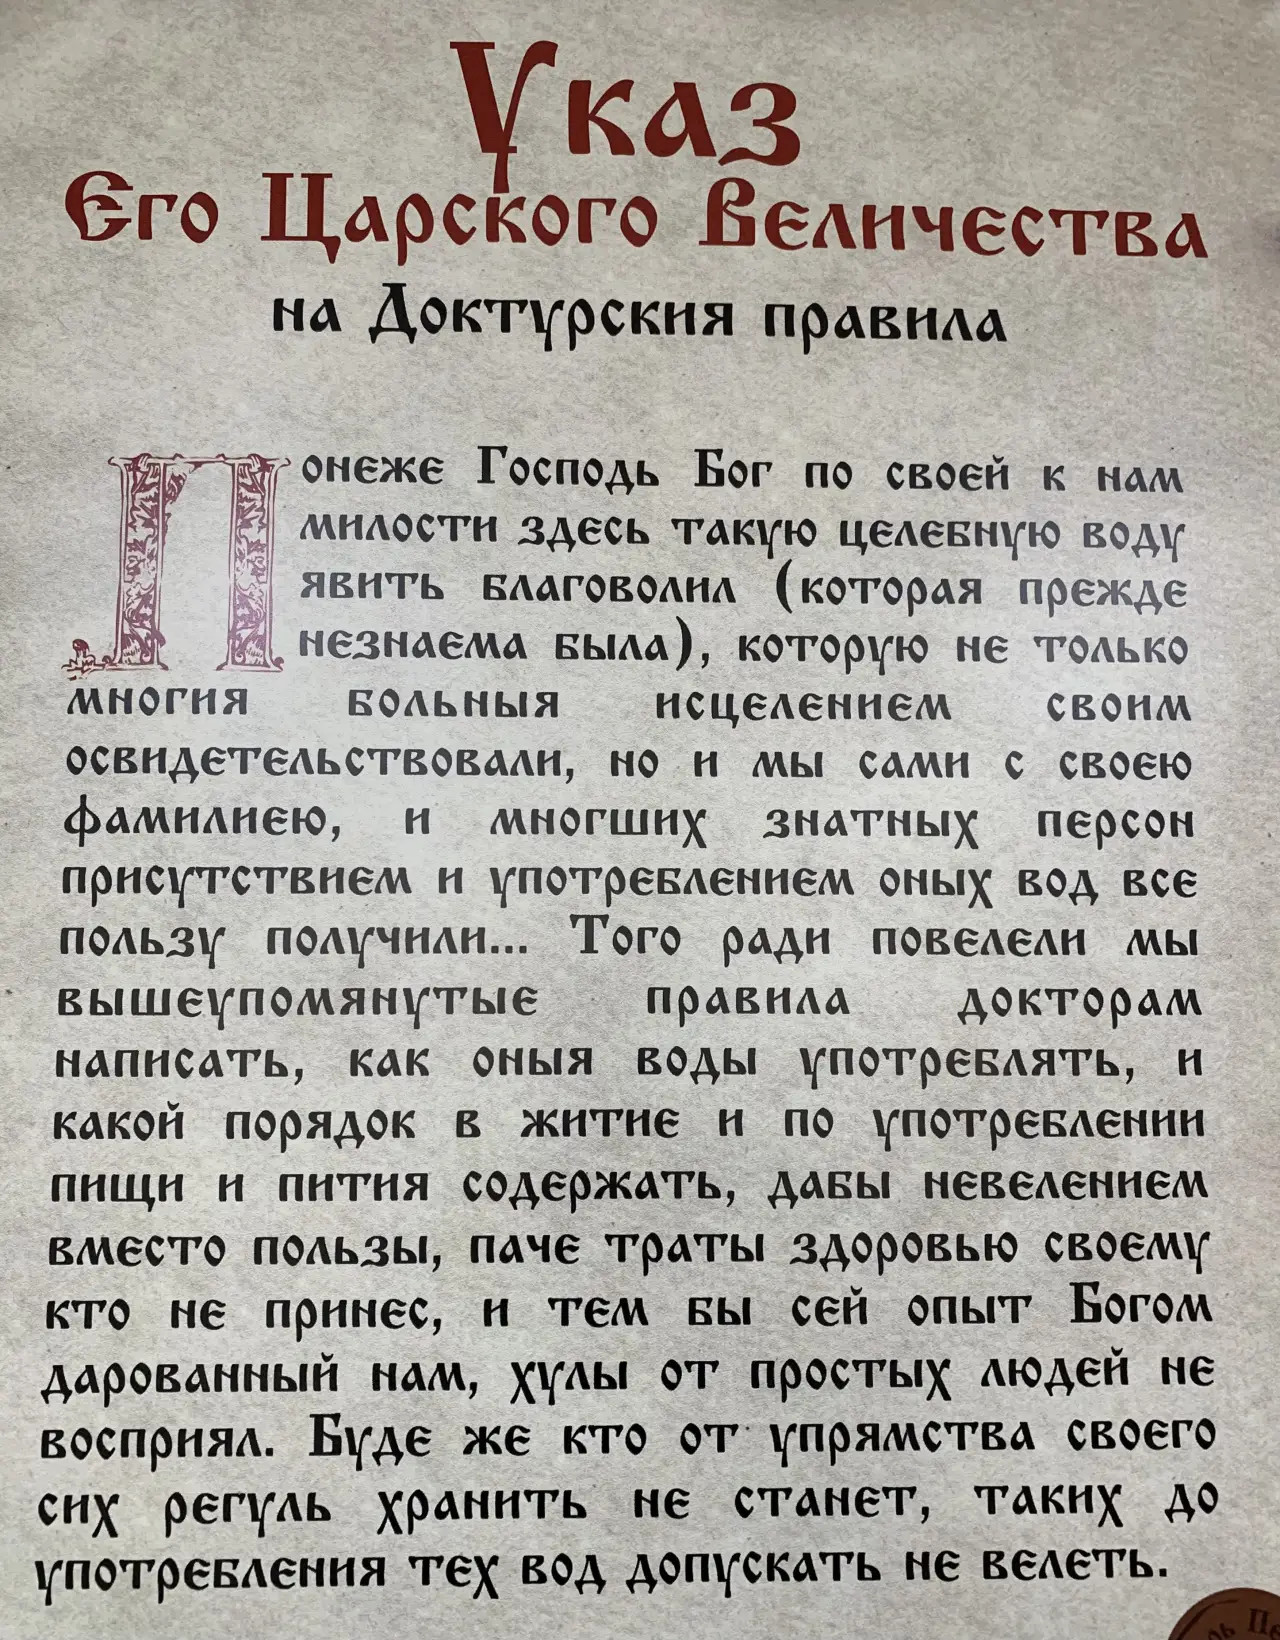 Указ
Его Царского Величества
на Доктурския правила
Понеже Господь Бог по своей к нам
милости здесь такую целебную воду
явить благоволил (которая прежде
незнаема была), которую не только
многия больныя исцелением своим
освидетельствовали, но и мы сами с своею
фамилиею, и многших знатных персон
присутствием и употреблением оных вод все
пользу получили... Того ради повелели мы
вышеупомянутые правила докторам
написать, как оныя воды употреблять, и
какой порядок в житие и по употреблении
пищи и пития содержать, дабы невелением
вместо пользы, паче траты здоровью своему
кто не принес, и тем бы сей опыт Богом
дарованный нам, хулы от простых людей не
восприял. Буде же кто от упрямства своего
сих регуль хранить не станет, таких до
употребления тех вод допускать не велеть.